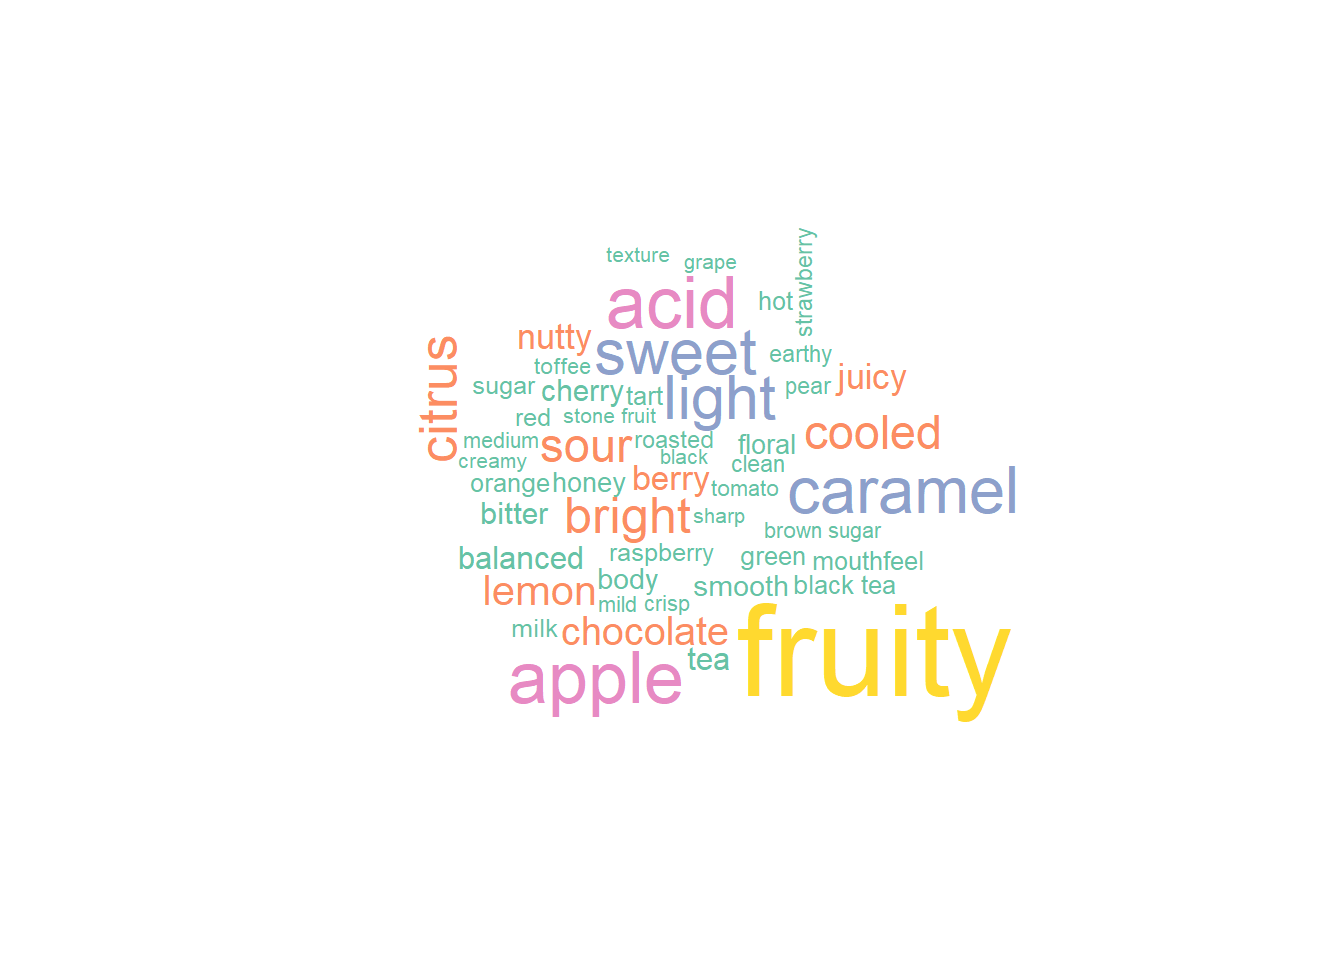 texture
grape
strawberry
acid
hot
nutty
sweet
earthy
citrus
toffee
juicy
sugar
cherry
tart
light
pear
red
stone fruit
cooled
medium
sour
roasted
floral
creamy
black
clean
orange
honey
berry
tomato
caramel
bitter
bright
sharp
brown sugar
balanced
raspberry
green
mouthfeel
lemon
body
smooth
black tea
mild
crisp
milk
chocolate
fruity
apple
tea